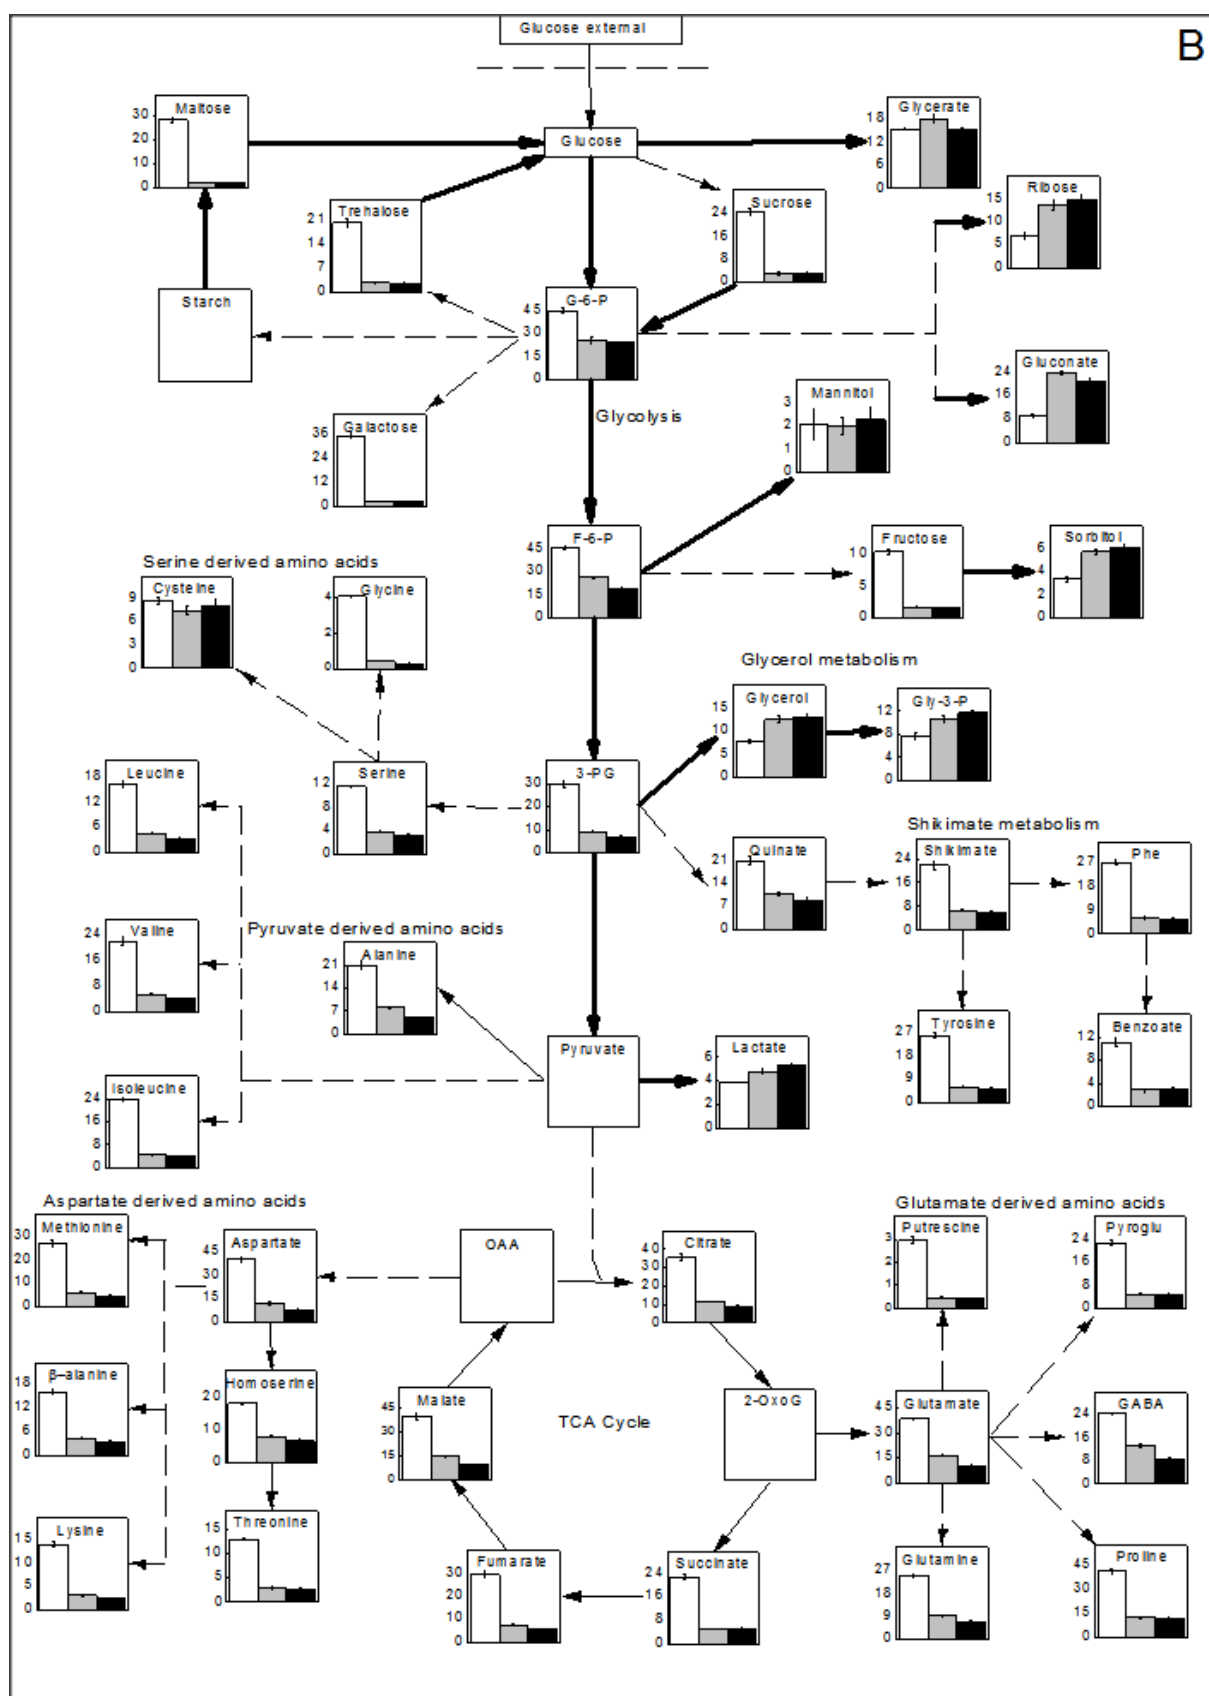 Glucose external
B
Maltose
30
20
10
0
Glucose
Glycerate
18
12
6
0
Trehalose
21
14
7
0
Sucrose
24
16
8
0
Ribose
15
10
5
0
Starch
G-6-P
45
30
15
0
Gluconate
24
16
8
0
Galactose
36
24
12
0
Glycolysis
Mannitol
3
2
1
0
Serine derived amino acids
Cysteine
9
6
3
0
Glycine
4
2
0
F-6-P
45
30
15
0
Fructose
10
5
0
Sorbitol
6
4
2
0
Glycerol metabolism
Glycerol
15
10
5
0
Gly-3-P
12
8
4
0
Leucine
18
12
6
0
Serine
12
8
4
0
3-PG
30
20
10
0
Shikimate metabolism
Quinate
21
14
7
0
Shikimate
24
16
8
0
Phe
27
18
9
0
Valine
24
16
8
0
Pyruvate derived amino acids
Alanine
21
14
7
0
Tyrosine
27
18
9
0
Benzoate
12
8
4
0
Isoleucine
24
16
8
0
Pyruvate
Lactate
6
4
2
0
Aspartate derived amino acids
Methionine
30
20
10
0
Aspartate
45
30
15
0
OAA
Citrate
40
30
20
10
0
Glutamate derived amino acids
Putrescine
3
2
1
0
Pyroglu
24
16
8
0
β-alanine
18
12
6
0
Homoserine
20
10
0
Malate
45
30
15
0
TCA Cycle
2-OxoG
Glutamate
45
30
15
0
GABA
24
16
8
0
Lysine
15
10
5
0
Threonine
15
10
5
0
Fumarate
30
20
10
0
Succinate
24
16
8
0
Glutamine
27
18
9
0
Proline
45
30
15
0